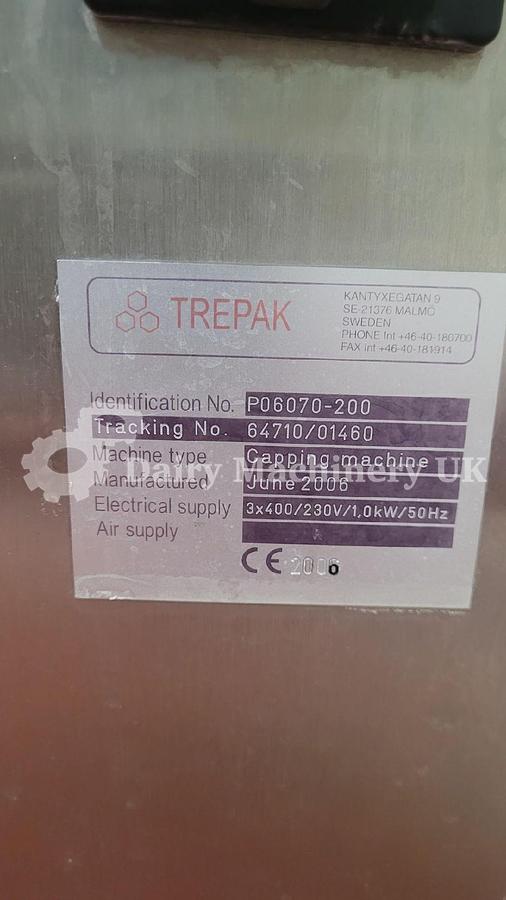 TREPAK
KANTYXEGATAN 9
SE-21376 MALMÖ
SWEDEN
PHONE Int +46-40-180700
FAX int +46-40-181914
Identification No. P06070-200
Tracking No. 64710/01460
Machine type Capping machine
Manufactured June 2006
Electrical supply 3x400/230V/1,0kW/50Hz
Air supply
CE 2006
Dairy Machinery UK